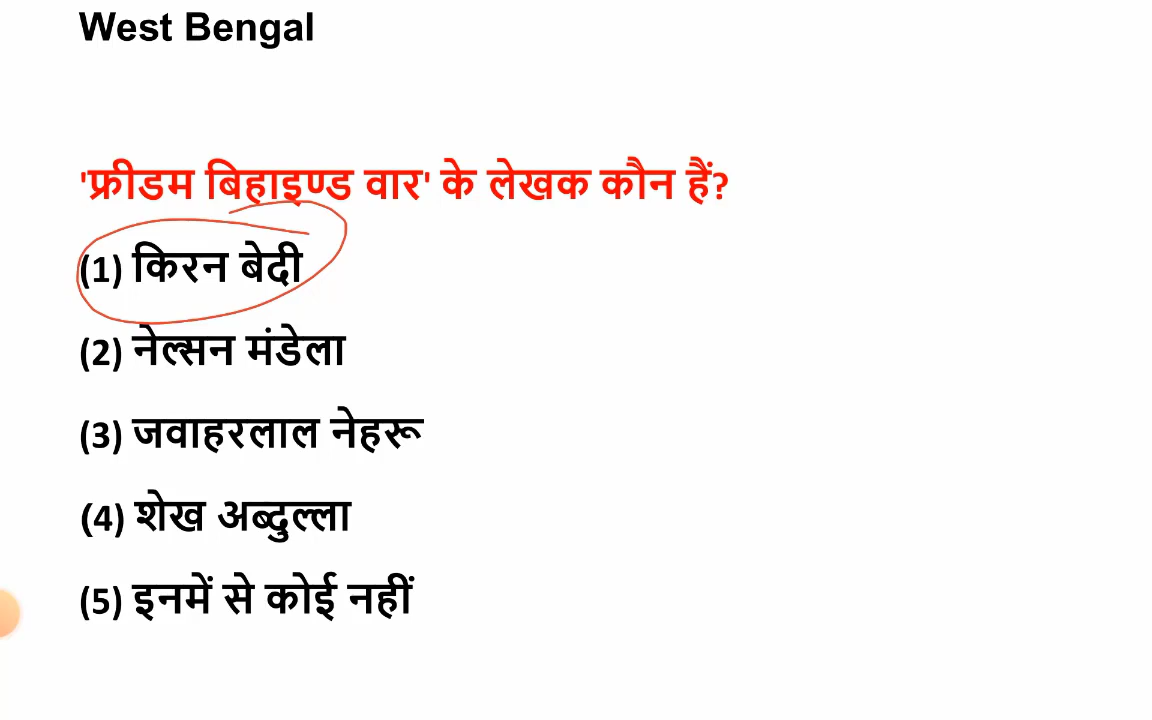 West Bengal
'फ्रीडम बिहाइण्ड वार' के लेखक कौन हैं?
(1) किरन बेदी
(2) नेल्सन मंडेला
(3) जवाहरलाल नेहरू
(4) शेख अब्दुल्ला
(5) इनमें से कोई नहीं